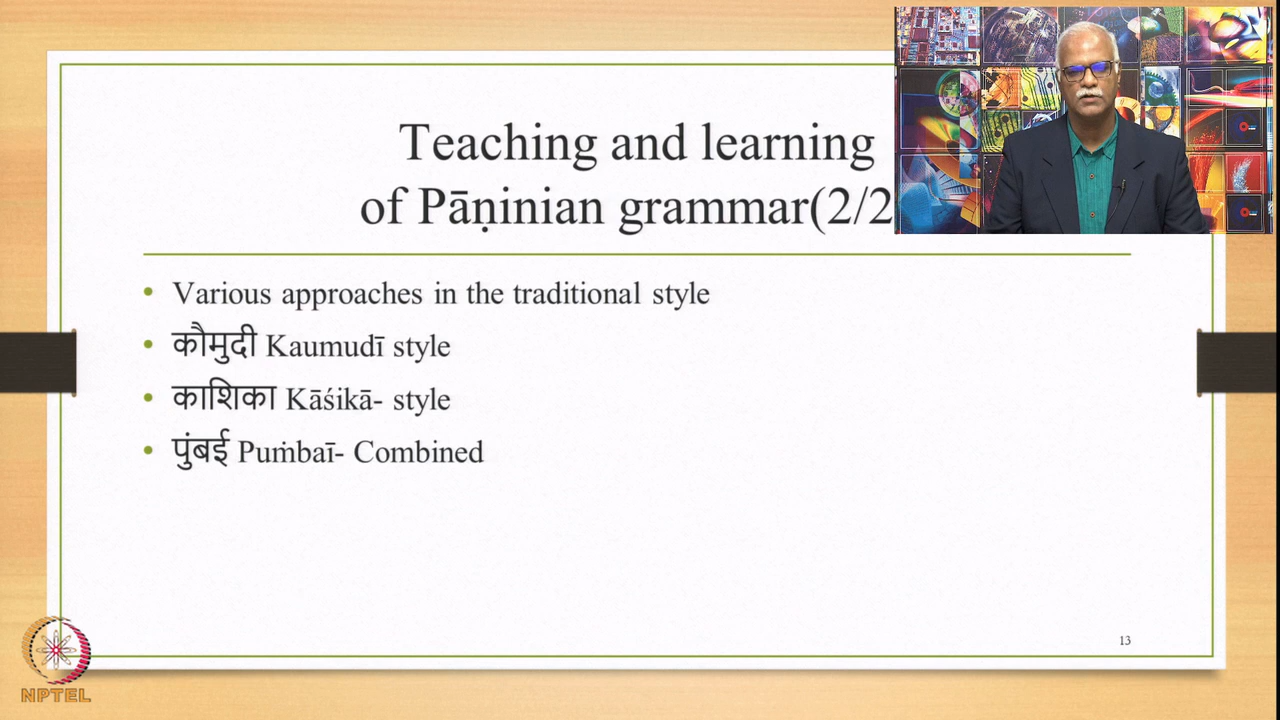 Teaching and learning
of Pāṇinian grammar(2/2
• Various approaches in the traditional style
• कौमुदी Kaumudī style
• काशिका Kāśikā- style
• पुंबई Puṁbaī- Combined
13
NPTEL